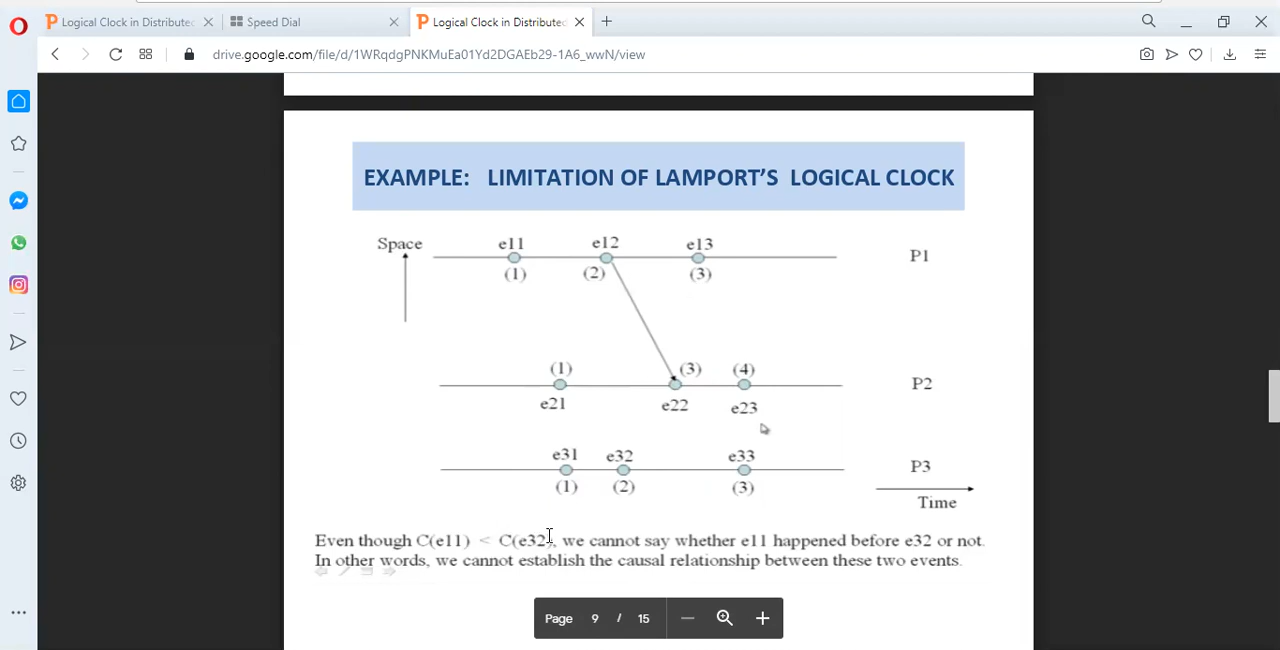 Logical Clock in Distributed
Speed Dial
Logical Clock in Distributed
drive.google.com/file/d/1WRqdgPNKMuEa01Yd2DGAEb29-1A6_wwN/view
EXAMPLE: LIMITATION OF LAMPORT’S LOGICAL CLOCK
Space e11 e12 e13 P1
(1) (2) (3)
(1) (3) (4) P2
e21 e22 e23
e31 e32 e33 P3
(1) (2) (3)
Time
Even though C(e11) < C(e32), we cannot say whether e11 happened before e32 or not.
In other words, we cannot establish the causal relationship between these two events.
Page 9 / 15